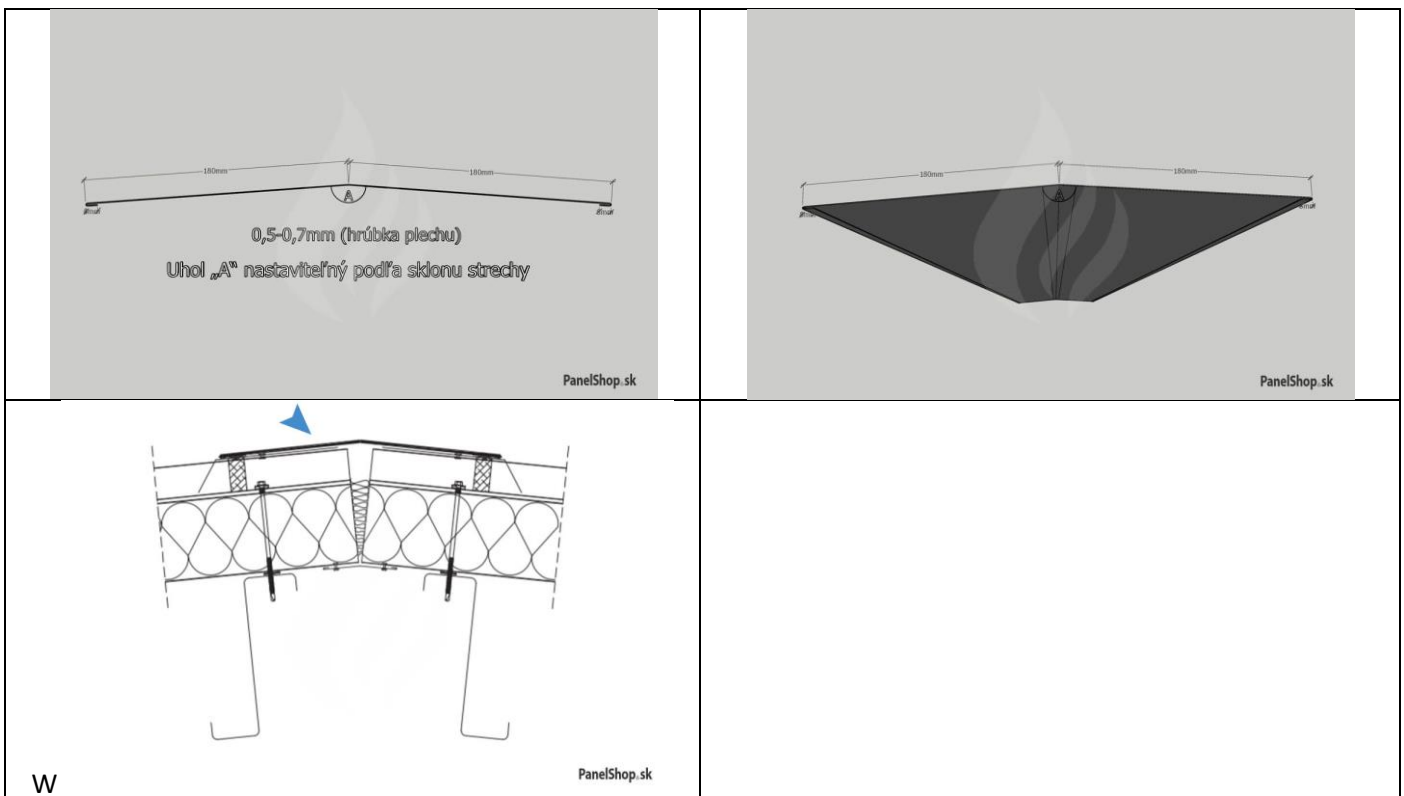 180mm
180mm
A
0,5-0,7mm (hrúbka plechu)
Uhol „A“ nastaviteľný podľa sklonu strechy
PanelShop.sk
180mm
180mm
A
PanelShop.sk
W
PanelShop.sk